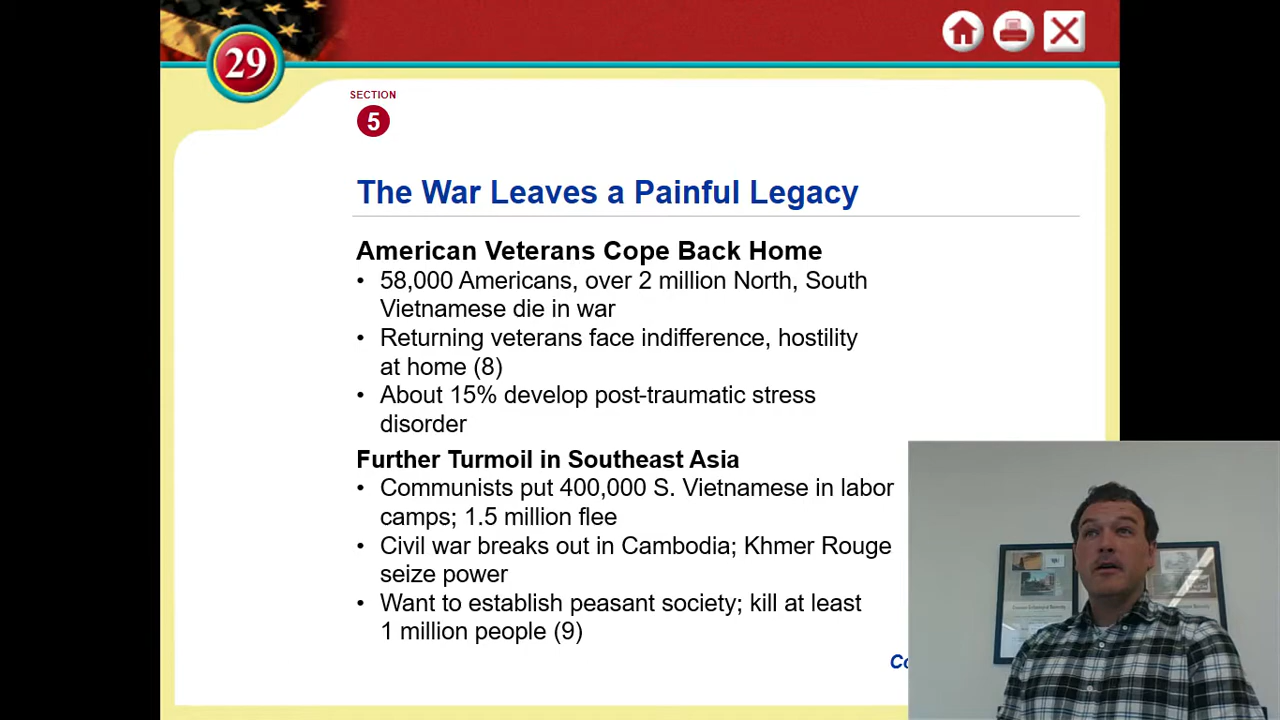 29
SECTION
5
The War Leaves a Painful Legacy
American Veterans Cope Back Home
• 58,000 Americans, over 2 million North, South
Vietnamese die in war
• Returning veterans face indifference, hostility
at home (8)
• About 15% develop post-traumatic stress
disorder
Further Turmoil in Southeast Asia
• Communists put 400,000 S. Vietnamese in labor
camps; 1.5 million flee
• Civil war breaks out in Cambodia; Khmer Rouge
seize power
• Want to establish peasant society; kill at least
1 million people (9)